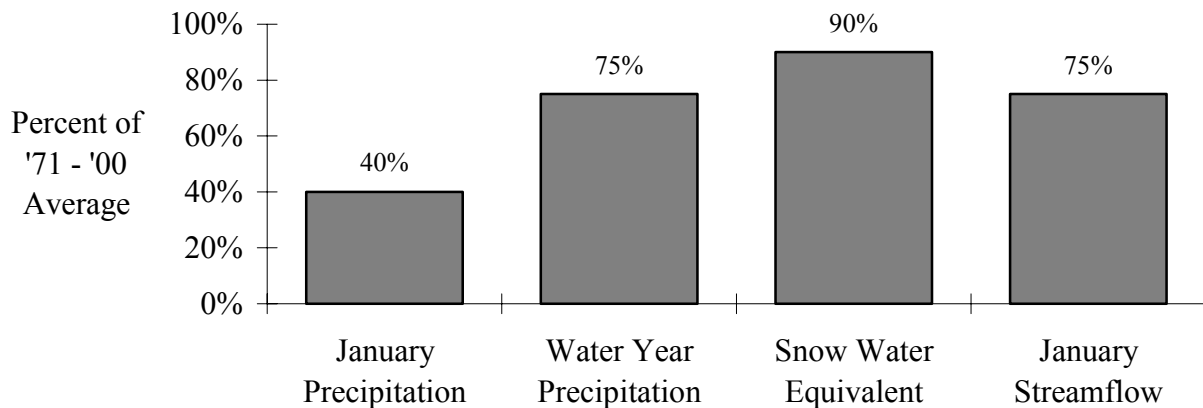 100%
80%
60%
40%
20%
0%
Percent of
'71 - '00
Average
40%
75%
90%
75%
January
Precipitation
Water Year
Precipitation
Snow Water
Equivalent
January
Streamflow